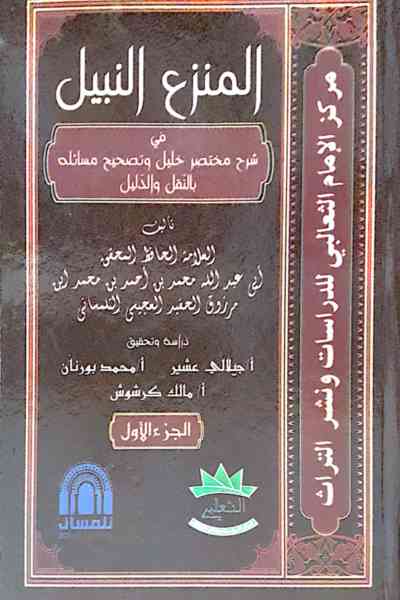 المنزع النبيل
في
شرح مختصر خليل وتصحيح مسائله
بالنقل والدليل
تأليف
العلامة الحافظ المحقق
أبي عبد الله محمد بن أحمد بن محمد ابن
مرزوق الحفيد العجيسي التلمساني
دراسة وتحقيق
أ/جيلالي عشير أ/محمد بورنان
أ/ مالك كرشوش
الجزء الأول
مركز الإمام الثعالبي للدراسات ونشر التراث
تلمسان
الثعالبي